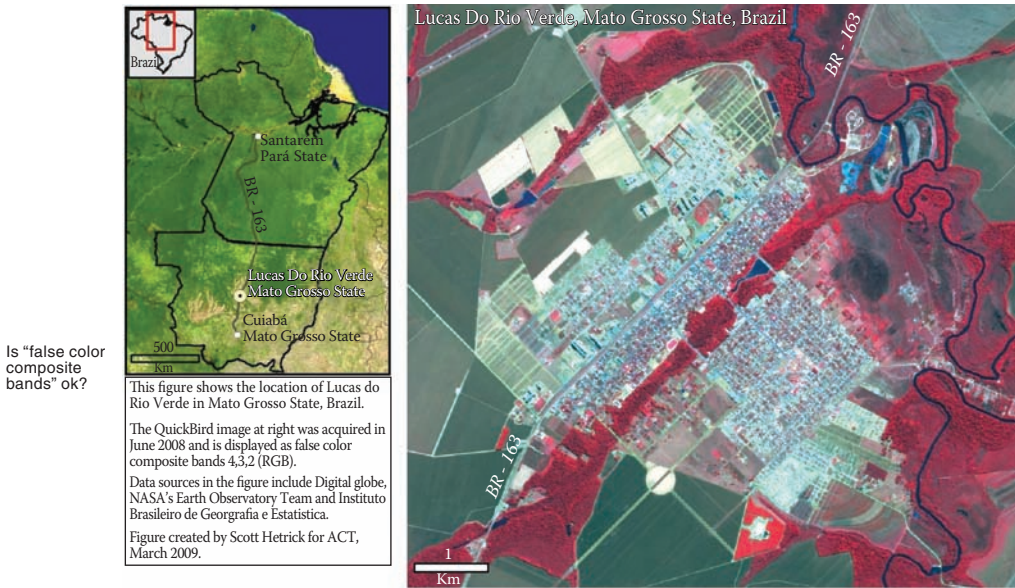 Is “false color
composite
bands” ok?
Brazil
Santarém
Pará State
BR - 163
Lucas Do Rio Verde
Mato Grosso State
Cuiabá
Mato Grosso State
500
Km
This figure shows the location of Lucas do
Rio Verde in Mato Grosso State, Brazil.
The QuickBird image at right was acquired in
June 2008 and is displayed as false color
composite bands 4,3,2 (RGB).
Data sources in the figure include Digital globe,
NASA’s Earth Observatory Team and Instituto
Brasileiro de Georgrafia e Estatistica.
Figure created by Scott Hetrick for ACT,
March 2009.
Lucas Do Rio Verde, Mato Grosso State, Brazil
BR - 163
BR - 163
1
Km